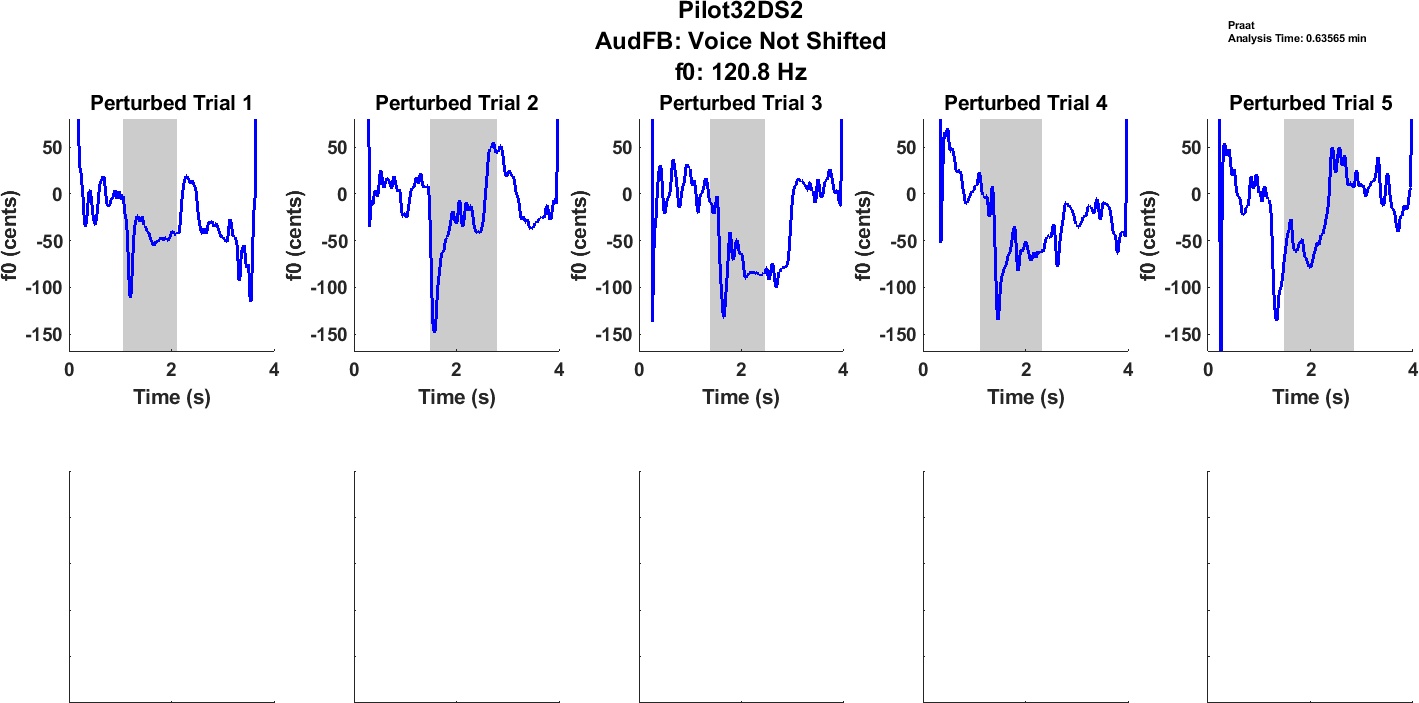 Pilot32DS2
AudFB: Voice Not Shifted
f0: 120.8 Hz
Praat
Analysis Time: 0.63565 min
Perturbed Trial 1
f0 (cents)
50
0
-50
-100
-150
0 2 4
Time (s)
Perturbed Trial 2
f0 (cents)
50
0
-50
-100
-150
0 2 4
Time (s)
Perturbed Trial 3
f0 (cents)
50
0
-50
-100
-150
0 2 4
Time (s)
Perturbed Trial 4
f0 (cents)
50
0
-50
-100
-150
0 2 4
Time (s)
Perturbed Trial 5
f0 (cents)
50
0
-50
-100
-150
0 2 4
Time (s)